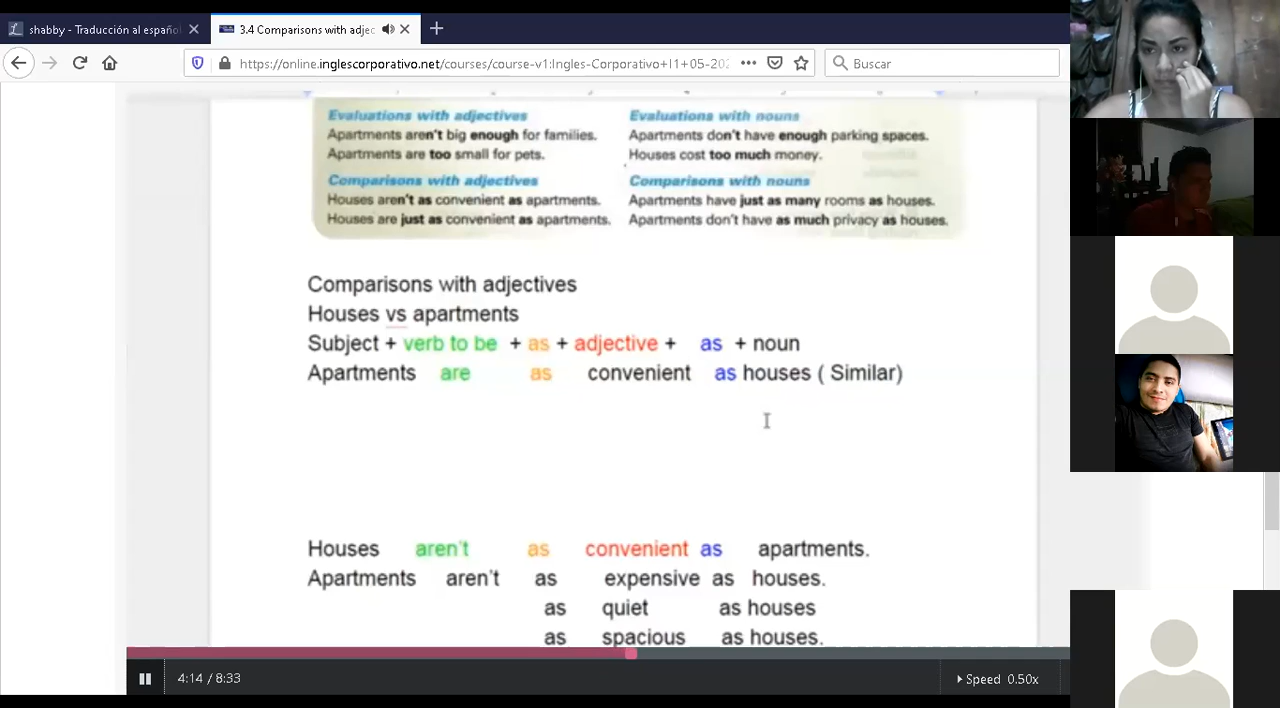 shabby - Traducción al españo
3.4 Comparisons with adjec
https://online.inglescorporativo.net/courses/course-v1:Ingles-Corporativo+I1+05-202
Buscar
Evaluations with adjectives
Apartments aren't big enough for families.
Apartments are too small for pets.
Comparisons with adjectives
Houses aren't as convenient as apartments.
Houses are just as convenient as apartments.
Evaluations with nouns
Apartments don't have enough parking spaces.
Houses cost too much money.
Comparisons with nouns
Apartments have just as many rooms as houses.
Apartments don't have as much privacy as houses.
Comparisons with adjectives
Houses vs apartments
Subject + verb to be + as + adjective + as + noun
Apartments are as convenient as houses ( Similar)
Houses aren't as convenient as apartments.
Apartments aren't as expensive as houses.
as quiet as houses
as spacious as houses.
4:14 / 8:33
Speed 0.50x